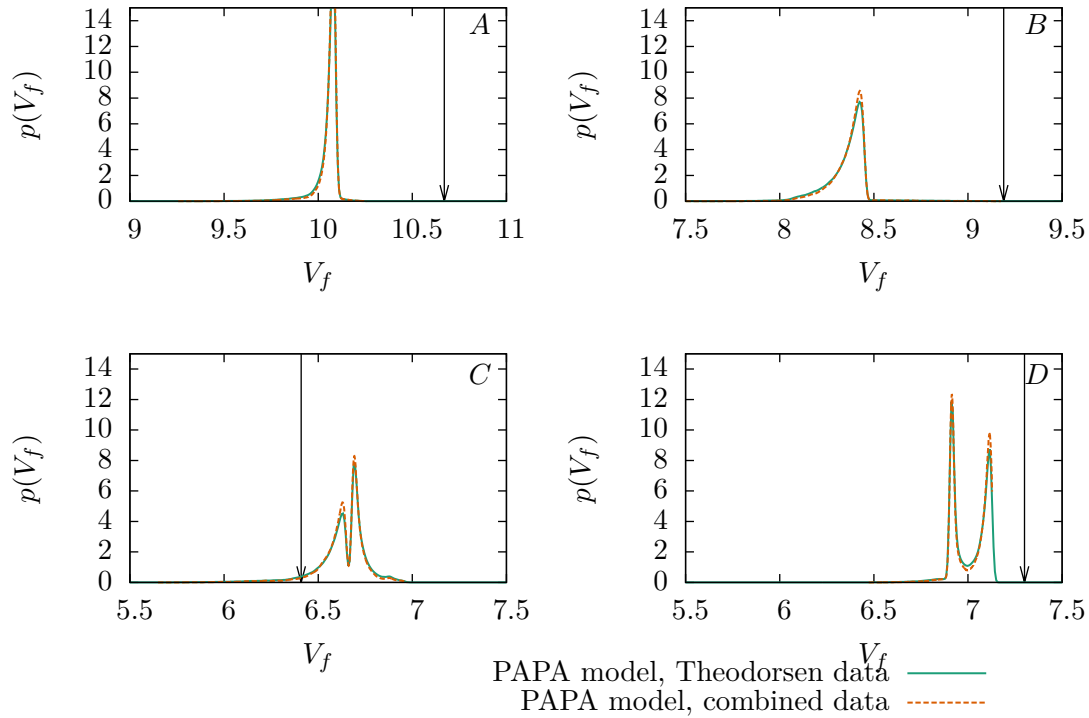 p(V_f)
14
12
10
8
6
4
2
0
A
9 9.5 10 10.5 11
V_f
p(V_f)
14
12
10
8
6
4
2
0
B
7.5 8 8.5 9 9.5
V_f
p(V_f)
14
12
10
8
6
4
2
0
C
5.5 6 6.5 7 7.5
V_f
p(V_f)
14
12
10
8
6
4
2
0
D
5.5 6 6.5 7 7.5
V_f
PAPA model, Theodorsen data
PAPA model, combined data